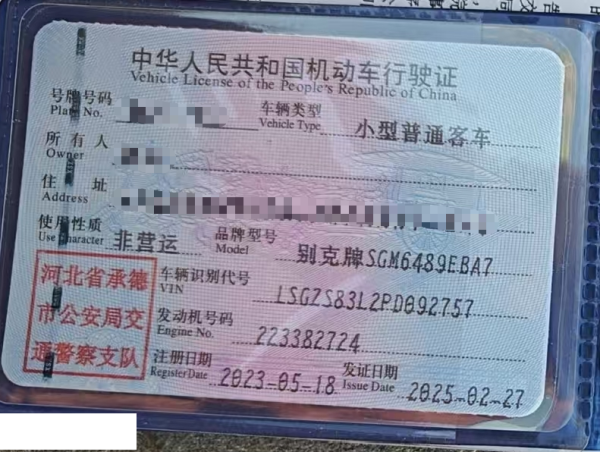 中华人民共和国机动车行驶证
Vehicle License of the People's Republic of China
号牌号码
Plate No.
车辆类型 小型普通客车
Vehicle Type
所有人
Owner
住址
Address
使用性质 非营运
Use Character
品牌型号 别克牌SGM6489EBA7
Model
车辆识别代号 LSGZS83L2PD092757
VIN
发动机号码 223382724
Engine No.
注册日期 2023-05-18
Register Date
发证日期 2025-02-27
Issue Date
河北省承德
市公安局交
通警察支队